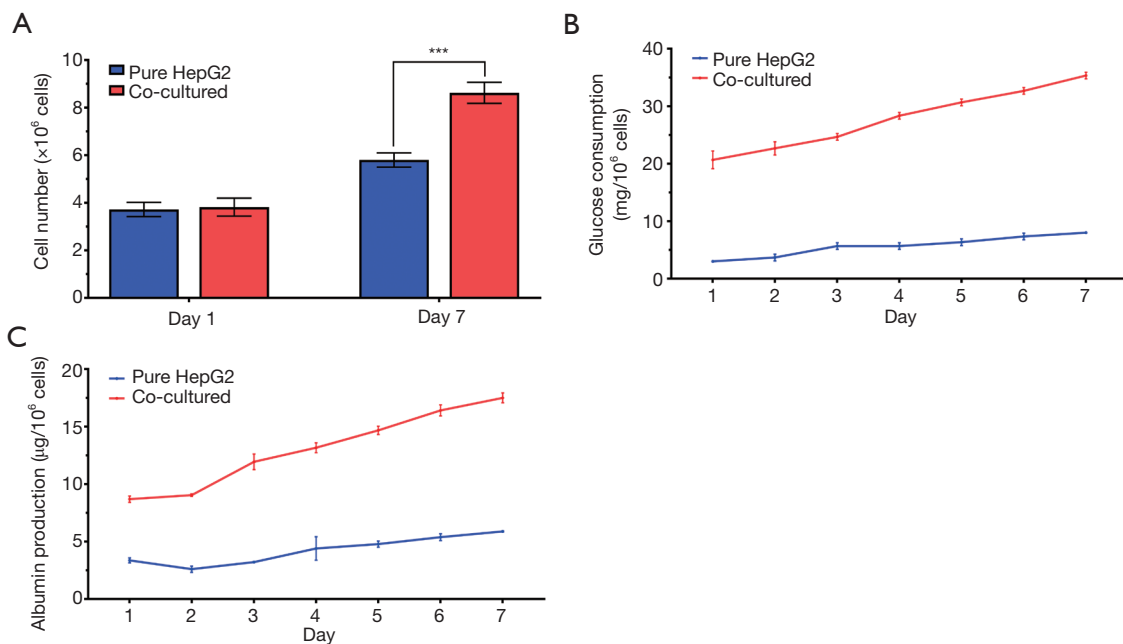 A
Cell number (×10⁶ cells)
10
8
6
4
2
0
Pure HepG2
Co-cultured
***
Day 1
Day 7
B
Glucose consumption
(mg/10⁶ cells)
40
30
20
10
0
Pure HepG2
Co-cultured
1 2 3 4 5 6 7
Day
C
Albumin production (µg/10⁶ cells)
20
15
10
5
0
Pure HepG2
Co-cultured
1 2 3 4 5 6 7
Day